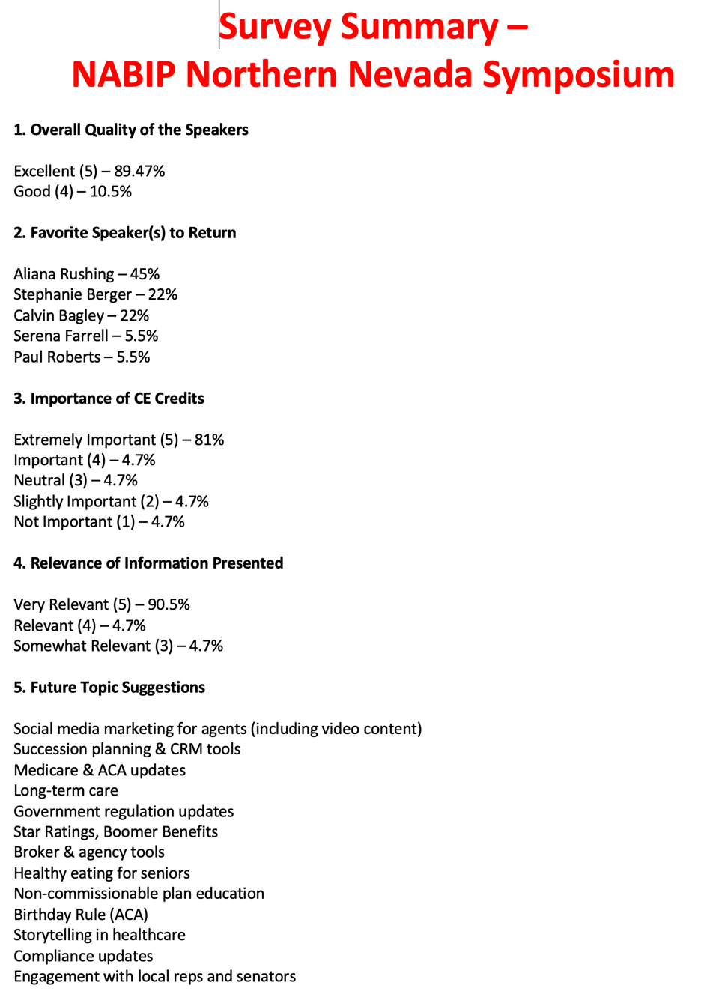 Survey Summary –
NABIP Northern Nevada Symposium
1. Overall Quality of the Speakers
Excellent (5) – 89.47%
Good (4) – 10.5%
2. Favorite Speaker(s) to Return
Aliana Rushing – 45%
Stephanie Berger – 22%
Calvin Bagley – 22%
Serena Farrell – 5.5%
Paul Roberts – 5.5%
3. Importance of CE Credits
Extremely Important (5) – 81%
Important (4) – 4.7%
Neutral (3) – 4.7%
Slightly Important (2) – 4.7%
Not Important (1) – 4.7%
4. Relevance of Information Presented
Very Relevant (5) – 90.5%
Relevant (4) – 4.7%
Somewhat Relevant (3) – 4.7%
5. Future Topic Suggestions
Social media marketing for agents (including video content)
Succession planning & CRM tools
Medicare & ACA updates
Long-term care
Government regulation updates
Star Ratings, Boomer Benefits
Broker & agency tools
Healthy eating for seniors
Non-commissionable plan education
Birthday Rule (ACA)
Storytelling in healthcare
Compliance updates
Engagement with local reps and senators